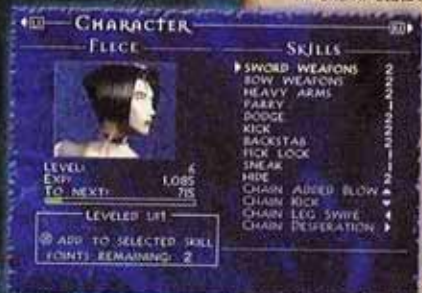 L1
CHARACTER
FLECE
LEVEL: 6
EXP: 1,085
TO NEXT: 715
LEVELED UP!
ADD TO SELECTED SKILL
POINTS REMAINING: 2
SKILLS
SWORD WEAPONS 2
BOW WEAPONS 2
HEAVY ARMS 2
PARRY 1
DODGE 2
KICK 2
BACKSTAB 2
PICK LOCK 1
SNEAK 1
HIDE 2
CHAIN ADDED BLOW
CHAIN KICK
CHAIN LEG SWIPE
CHAIN DESPERATION